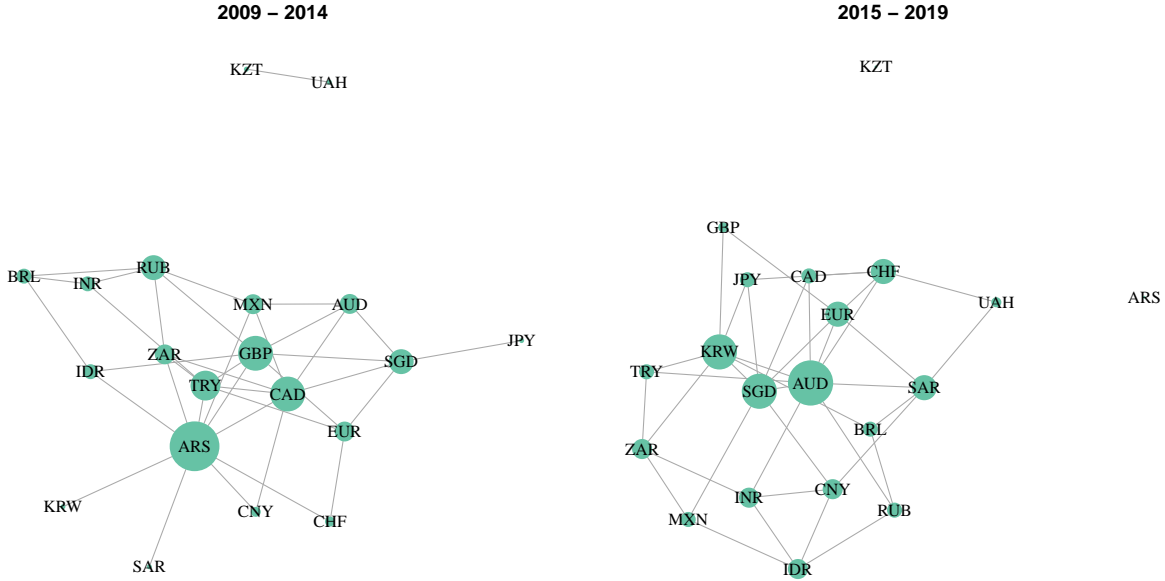 2009 – 2014
KZT
UAH
BRL
INR
RUB
MXN
AUD
JPY
IDR
ZAR
GBP
SGD
TRY
CAD
EUR
ARS
KRW
CNY
CHF
SAR
2015 – 2019
KZT
GBP
JPY
CAD
CHF
UAH
ARS
EUR
KRW
TRY
SGD
AUD
SAR
BRL
ZAR
INR
CNY
MXN
RUB
IDR